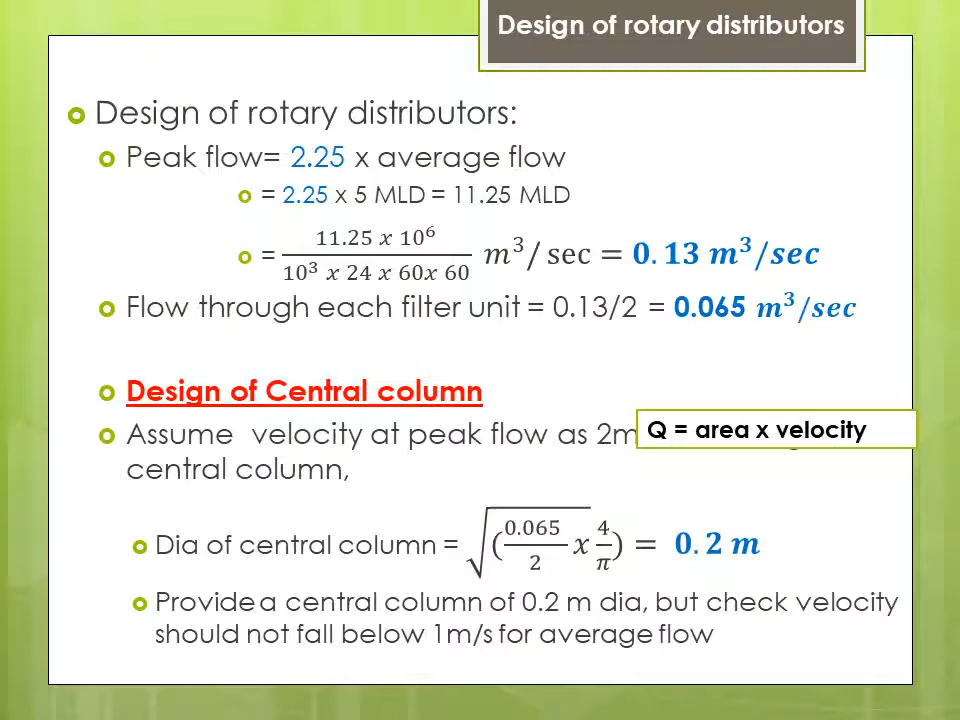 Design of rotary distributors
Design of rotary distributors:
Peak flow= 2.25 x average flow
= 2.25 x 5 MLD = 11.25 MLD
= \frac{11.25 x 10^6}{10^3 x 24 x 60x 60} m^3/ sec = 0.13 m^3/sec
Flow through each filter unit = 0.13/2 = 0.065 m^3/sec
Design of Central column
Assume velocity at peak flow as 2m
Q = area x velocity
central column,
Dia of central column = \sqrt{(\frac{0.065}{2} x} \frac{4}{π}) = 0.2 m
Provide a central column of 0.2 m dia, but check velocity
should not fall below 1m/s for average flow